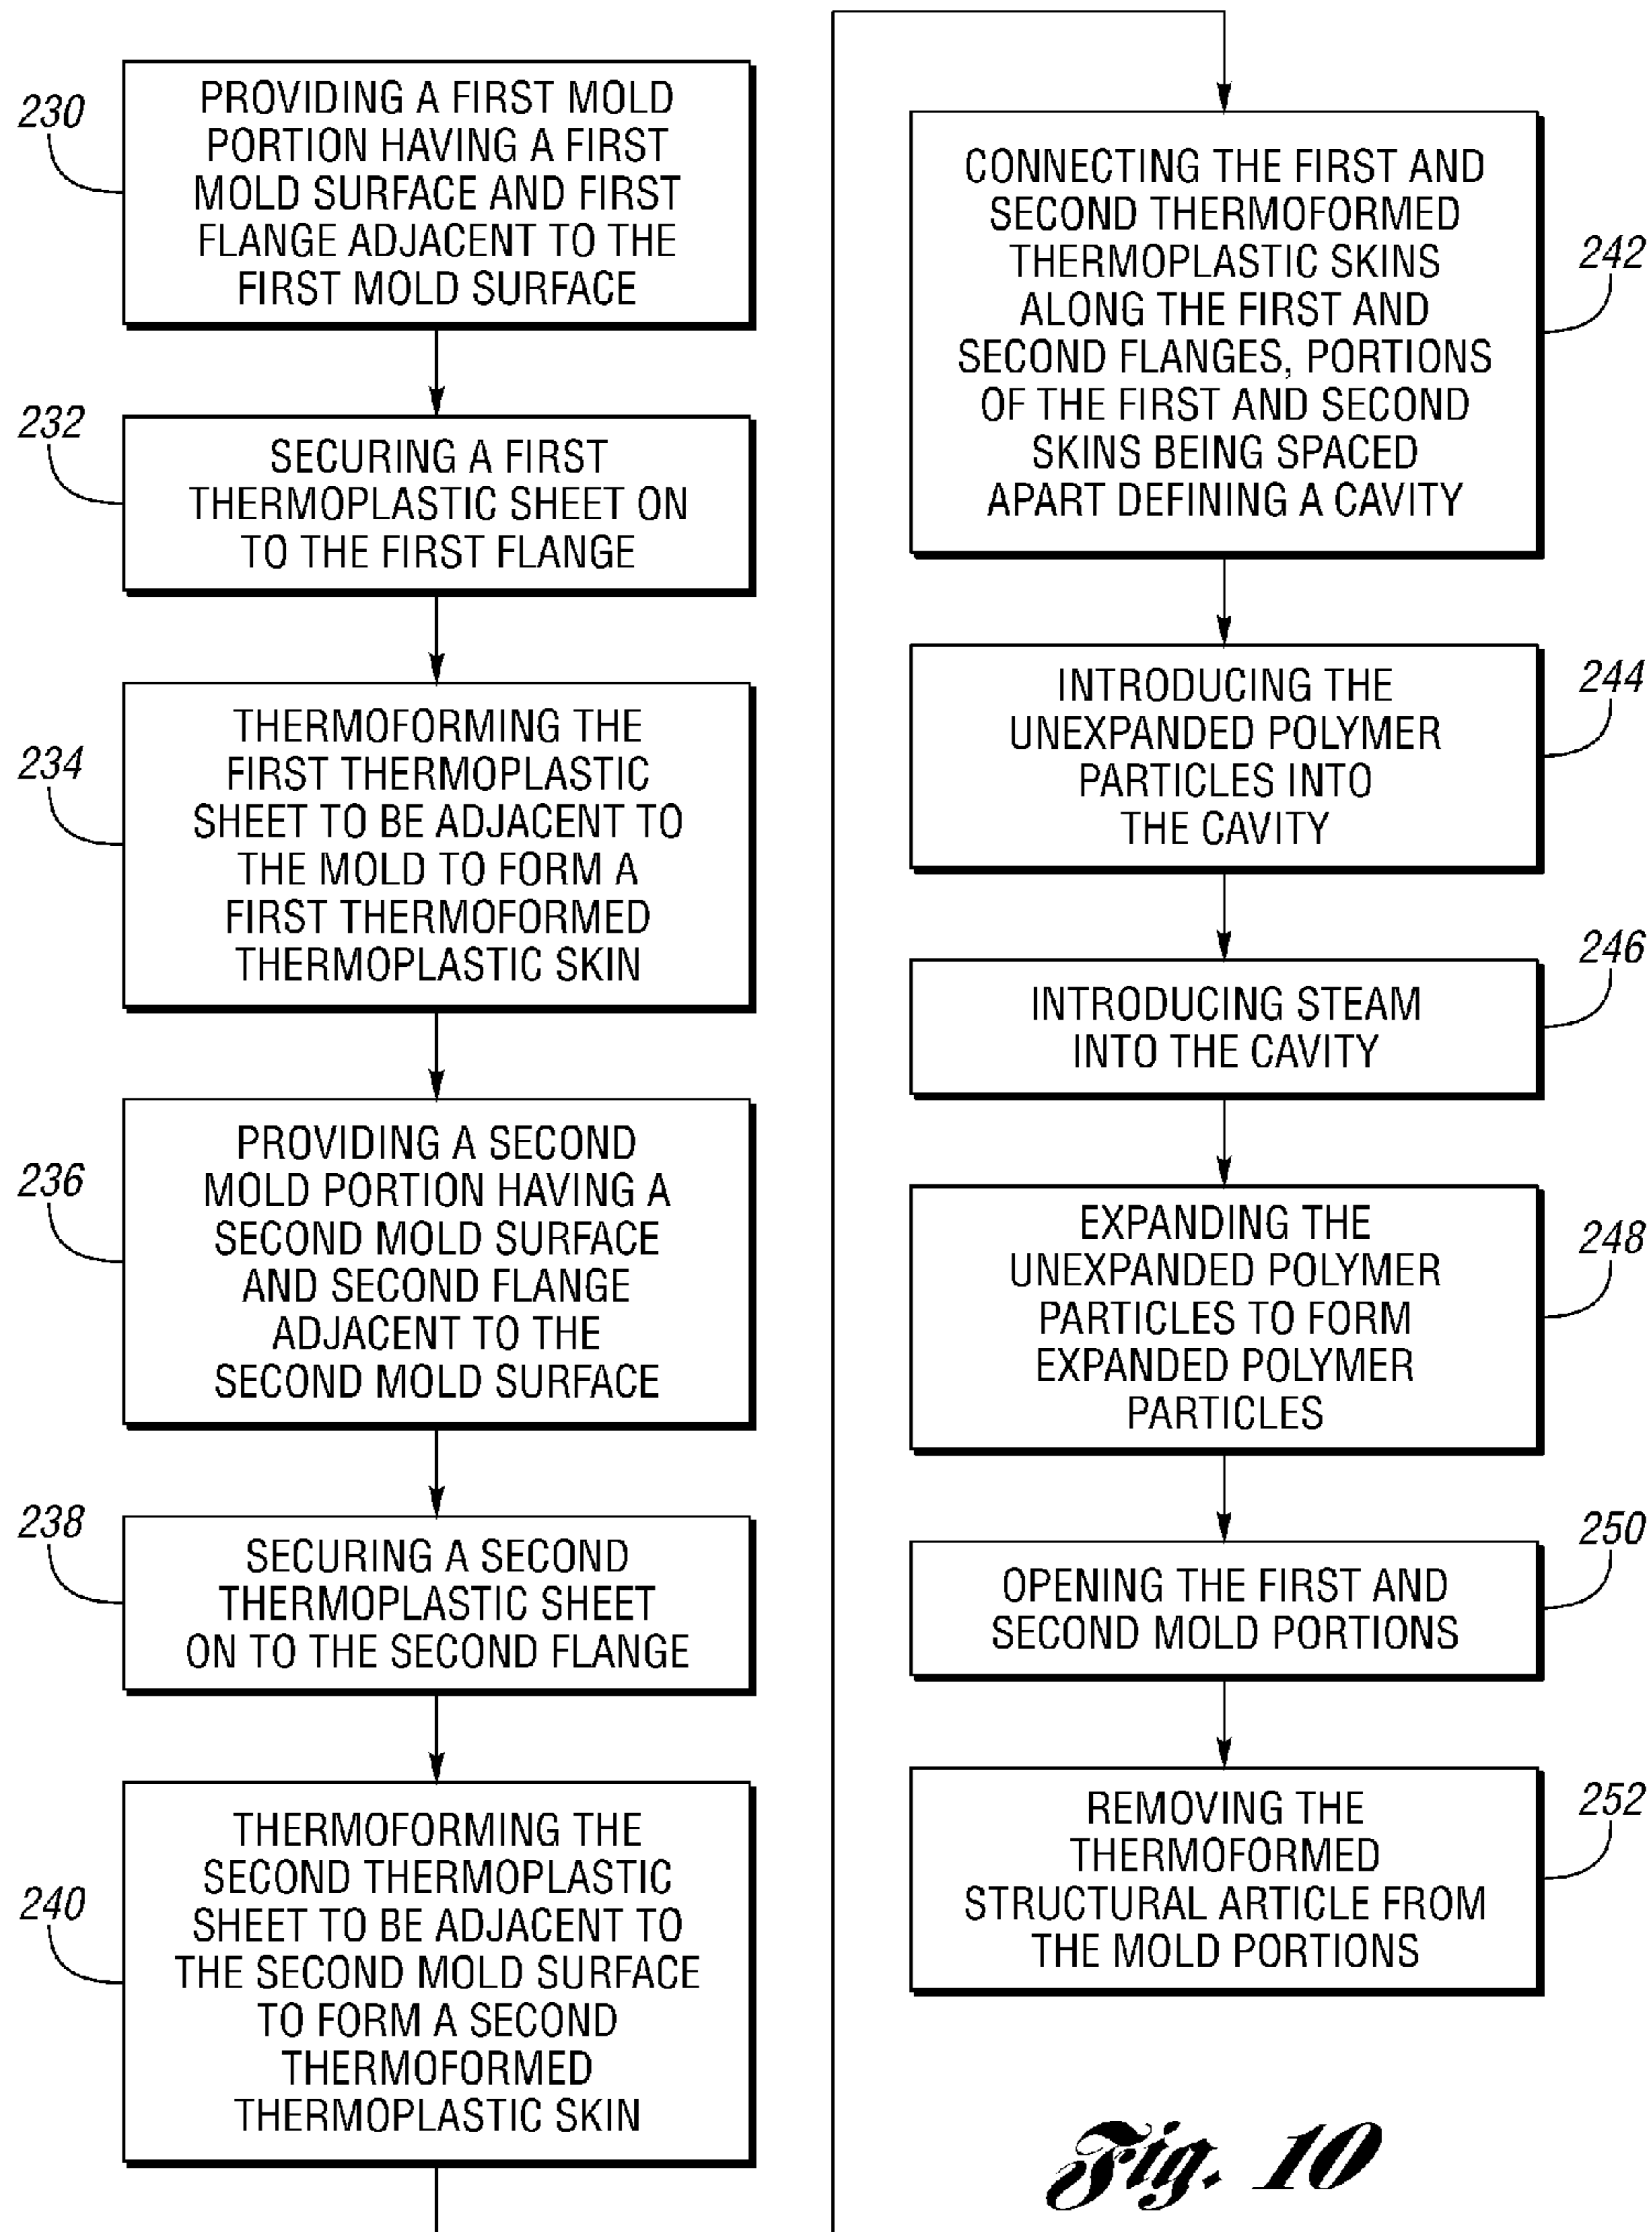 230
PROVIDING A FIRST MOLD
PORTION HAVING A FIRST
MOLD SURFACE AND FIRST
FLANGE ADJACENT TO THE
FIRST MOLD SURFACE
232
SECURING A FIRST
THERMOPLASTIC SHEET ON
TO THE FIRST FLANGE
234
THERMOFORMING THE
FIRST THERMOPLASTIC
SHEET TO BE ADJACENT TO
THE MOLD TO FORM A
FIRST THERMOFORMED
THERMOPLASTIC SKIN
236
PROVIDING A SECOND
MOLD PORTION HAVING A
SECOND MOLD SURFACE
AND SECOND FLANGE
ADJACENT TO THE
SECOND MOLD SURFACE
238
SECURING A SECOND
THERMOPLASTIC SHEET
ON TO THE SECOND FLANGE
240
THERMOFORMING THE
SECOND THERMOPLASTIC
SHEET TO BE ADJACENT TO
THE SECOND MOLD SURFACE
TO FORM A SECOND
THERMOFORMED
THERMOPLASTIC SKIN
242
CONNECTING THE FIRST AND
SECOND THERMOFORMED
THERMOPLASTIC SKINS
ALONG THE FIRST AND
SECOND FLANGES, PORTIONS
OF THE FIRST AND SECOND
SKINS BEING SPACED
APART DEFINING A CAVITY
244
INTRODUCING THE
UNEXPANDED POLYMER
PARTICLES INTO
THE CAVITY
246
INTRODUCING STEAM
INTO THE CAVITY
248
EXPANDING THE
UNEXPANDED POLYMER
PARTICLES TO FORM
EXPANDED POLYMER
PARTICLES
250
OPENING THE FIRST AND
SECOND MOLD PORTIONS
252
REMOVING THE
THERMOFORMED
STRUCTURAL ARTICLE FROM
THE MOLD PORTIONS
Fig. 10